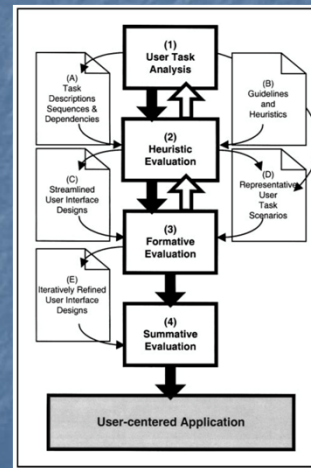 (1)
User Task
Analysis
(A)
Task
Descriptions
Sequences &
Dependencies
(B)
Guidelines
and
Heuristics
(2)
Heuristic
Evaluation
(C)
Streamlined
User Interface
Designs
(D)
Representative
User
Task
Scenarios
(3)
Formative
Evaluation
(E)
Iteratively Refined
User Interface
Designs
(4)
Summative
Evaluation
User-centered Application